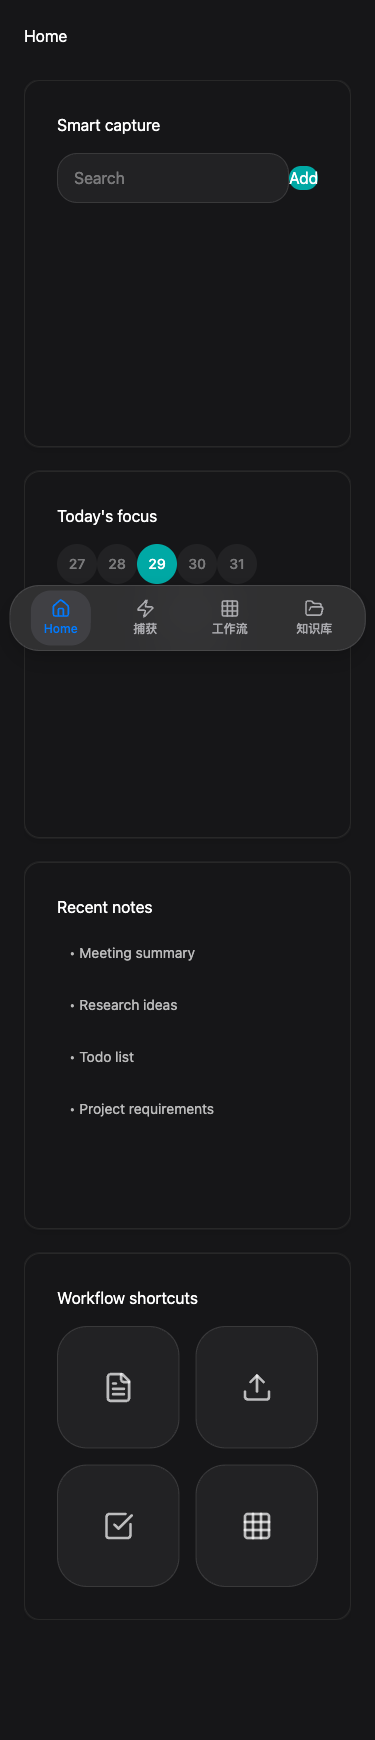 Home
Smart capture
Search
Add
Today's focus
27 28 29 30 31
Home 捕获 工作流 知识库
Recent notes
• Meeting summary
• Research ideas
• Todo list
• Project requirements
Workflow shortcuts